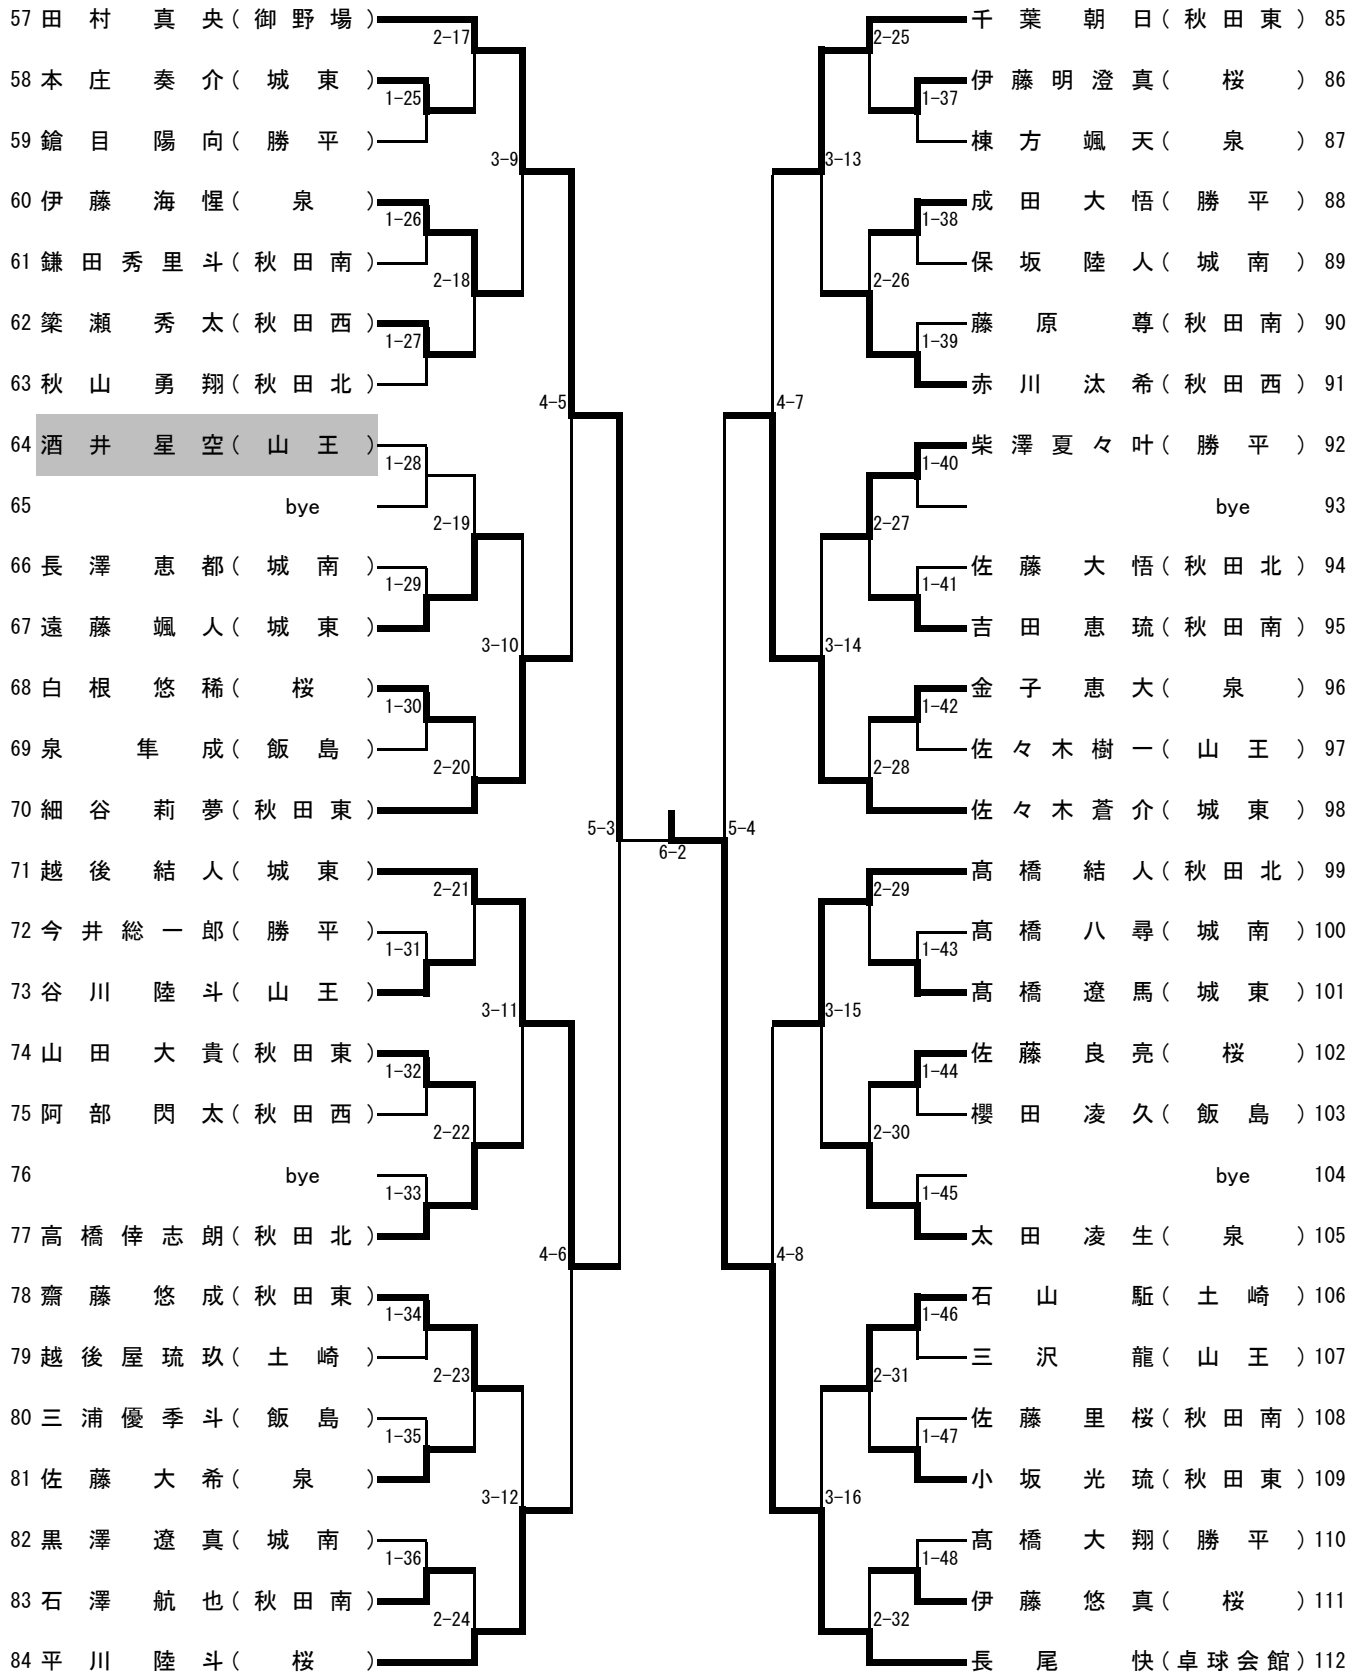 57 田村真央(御野場)
58 本庄奏介(城東)
59 鎗目陽向(勝平)
60 伊藤海惺(泉)
61 鎌田秀里斗(秋田南)
62 簗瀬秀太(秋田西)
63 秋山勇翔(秋田北)
64 酒井星空(山王)
65 bye
66 長澤恵都(城南)
67 遠藤颯人(城東)
68 白根悠稀(桜)
69 泉隼成(飯島)
70 細谷莉夢(秋田東)
71 越後結人(城東)
72 今井総一郎(勝平)
73 谷川陸斗(山王)
74 山田大貴(秋田東)
75 阿部閃太(秋田西)
76 bye
77 高橋倖志朗(秋田北)
78 齋藤悠成(秋田東)
79 越後屋琉玖(土崎)
80 三浦優季斗(飯島)
81 佐藤大希(泉)
82 黒澤遼真(城南)
83 石澤航也(秋田南)
84 平川陸斗(桜)
2-17
1-25
3-9
1-26
2-18
1-27
4-5
1-28
2-19
1-29
3-10
1-30
2-20
5-3
2-21
1-31
3-11
1-32
2-22
1-33
4-6
1-34
2-23
1-35
3-12
1-36
2-24
6-2
2-25
1-37
3-13
1-38
2-26
1-39
4-7
1-40
2-27
1-41
3-14
1-42
2-28
5-4
2-29
1-43
3-15
1-44
2-30
1-45
4-8
1-46
2-31
1-47
3-16
1-48
2-32
千葉朝日(秋田東) 85
伊藤明澄真(桜) 86
棟方颯天(泉) 87
成田大悟(勝平) 88
保坂陸人(城南) 89
藤原尊(秋田南) 90
赤川汰希(秋田西) 91
柴澤夏々叶(勝平) 92
bye 93
佐藤大悟(秋田北) 94
吉田恵琉(秋田南) 95
金子恵大(泉) 96
佐々木樹一(山王) 97
佐々木蒼介(城東) 98
髙橋結人(秋田北) 99
髙橋八尋(城南) 100
髙橋遼馬(城東) 101
佐藤良亮(桜) 102
櫻田凌久(飯島) 103
bye 104
太田凌生(泉) 105
石山駈(土崎) 106
三沢龍(山王) 107
佐藤里桜(秋田南) 108
小坂光琉(秋田東) 109
髙橋大翔(勝平) 110
伊藤悠真(桜) 111
長尾快(卓球会館) 112